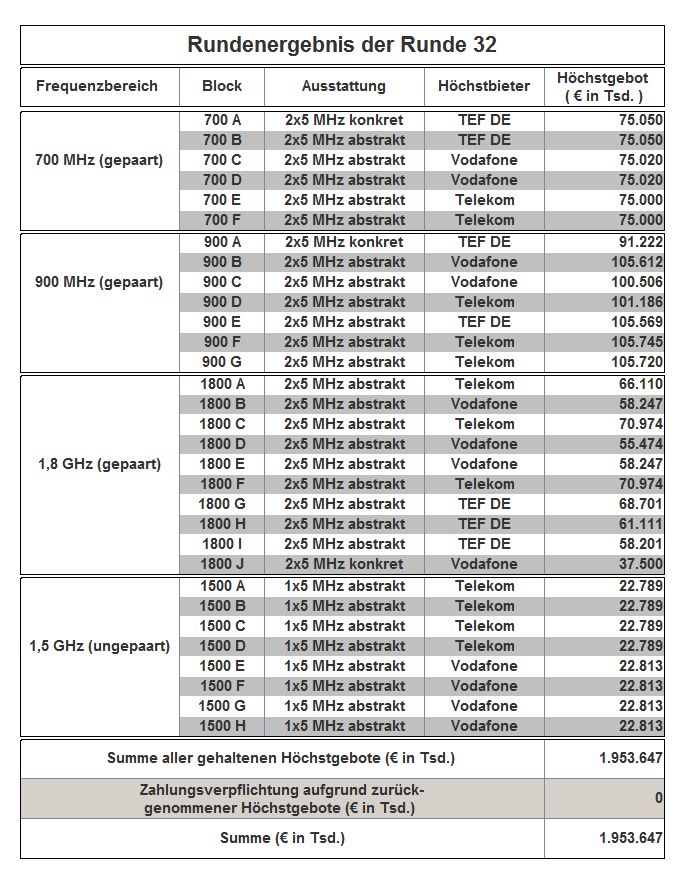 Rundenergebnis der Runde 32
Frequenzbereich Block Ausstattung Höchstbieter Höchstgebot
( € in Tsd. )
700 A 2x5 MHz konkret TEF DE 75.050
700 B 2x5 MHz abstrakt TEF DE 75.050
700 MHz (gepaart) 700 C 2x5 MHz abstrakt Vodafone 75.020
700 D 2x5 MHz abstrakt Vodafone 75.020
700 E 2x5 MHz abstrakt Telekom 75.000
700 F 2x5 MHz abstrakt Telekom 75.000
900 A 2x5 MHz konkret TEF DE 91.222
900 B 2x5 MHz abstrakt Vodafone 105.612
900 MHz (gepaart) 900 C 2x5 MHz abstrakt Vodafone 100.506
900 D 2x5 MHz abstrakt Telekom 101.186
900 E 2x5 MHz abstrakt TEF DE 105.569
900 F 2x5 MHz abstrakt Telekom 105.745
900 G 2x5 MHz abstrakt Telekom 105.720
1800 A 2x5 MHz abstrakt Telekom 66.110
1800 B 2x5 MHz abstrakt Vodafone 58.247
1800 C 2x5 MHz abstrakt Telekom 70.974
1800 D 2x5 MHz abstrakt Vodafone 55.474
1,8 GHz (gepaart) 1800 E 2x5 MHz abstrakt Vodafone 58.247
1800 F 2x5 MHz abstrakt Telekom 70.974
1800 G 2x5 MHz abstrakt TEF DE 68.701
1800 H 2x5 MHz abstrakt TEF DE 61.111
1800 I 2x5 MHz abstrakt TEF DE 58.201
1800 J 2x5 MHz konkret Vodafone 37.500
1500 A 1x5 MHz abstrakt Telekom 22.789
1500 B 1x5 MHz abstrakt Telekom 22.789
1500 C 1x5 MHz abstrakt Telekom 22.789
1,5 GHz (ungepaart) 1500 D 1x5 MHz abstrakt Telekom 22.789
1500 E 1x5 MHz abstrakt Vodafone 22.813
1500 F 1x5 MHz abstrakt Vodafone 22.813
1500 G 1x5 MHz abstrakt Vodafone 22.813
1500 H 1x5 MHz abstrakt Vodafone 22.813
Summe aller gehaltenen Höchstgebote (€ in Tsd.) 1.953.647
Zahlungsverpflichtung aufgrund zurück-
genommener Höchstgebote (€ in Tsd.) 0
Summe (€ in Tsd.) 1.953.647